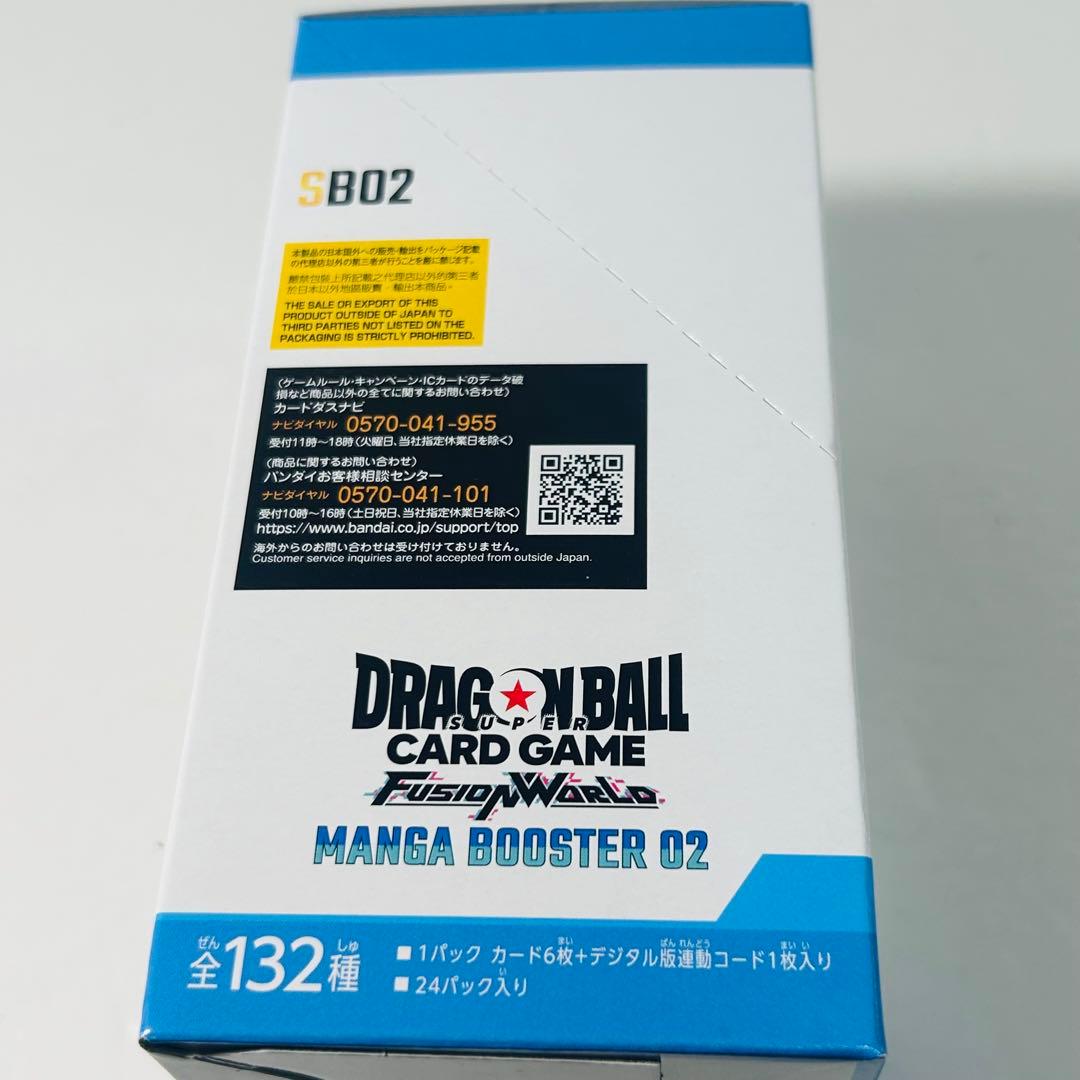 SB02
本製品の日本国外への販売・輸出をパッケージ記載
の代理店以外の第三者が行うことを厳に禁じます。
嚴禁包裝上所記載之代理店以外的第三者
於日本以外地區販賣、輸出本商品。
THE SALE OR EXPORT OF THIS
PRODUCT OUTSIDE OF JAPAN TO
THIRD PARTIES NOT LISTED ON THE
PACKAGING IS STRICTLY PROHIBITED.
〈ゲームルール・キャンペーン・ICカードのデータ破
損など商品以外の全てに関するお問い合わせ〉
カードダスナビ
ナビダイヤル 0570-041-955
受付11時〜18時(火曜日、当社指定休業日を除く)
〈商品に関するお問い合わせ〉
バンダイお客様相談センター
ナビダイヤル 0570-041-101
受付10時〜16時(土日祝日、当社指定休業日を除く)
https://www.bandai.co.jp/support/top
海外からのお問い合わせは受け付けておりません。
Customer service inquiries are not accepted from outside Japan.
DRAGON BALL
SUPER
CARD GAME
FUSION WORLD
MANGA BOOSTER 02
ぜん しゅ
全132種
まい ばんれんどう まい い
■1パック カード6枚+デジタル版連動コード1枚入り
い
■24パック入り